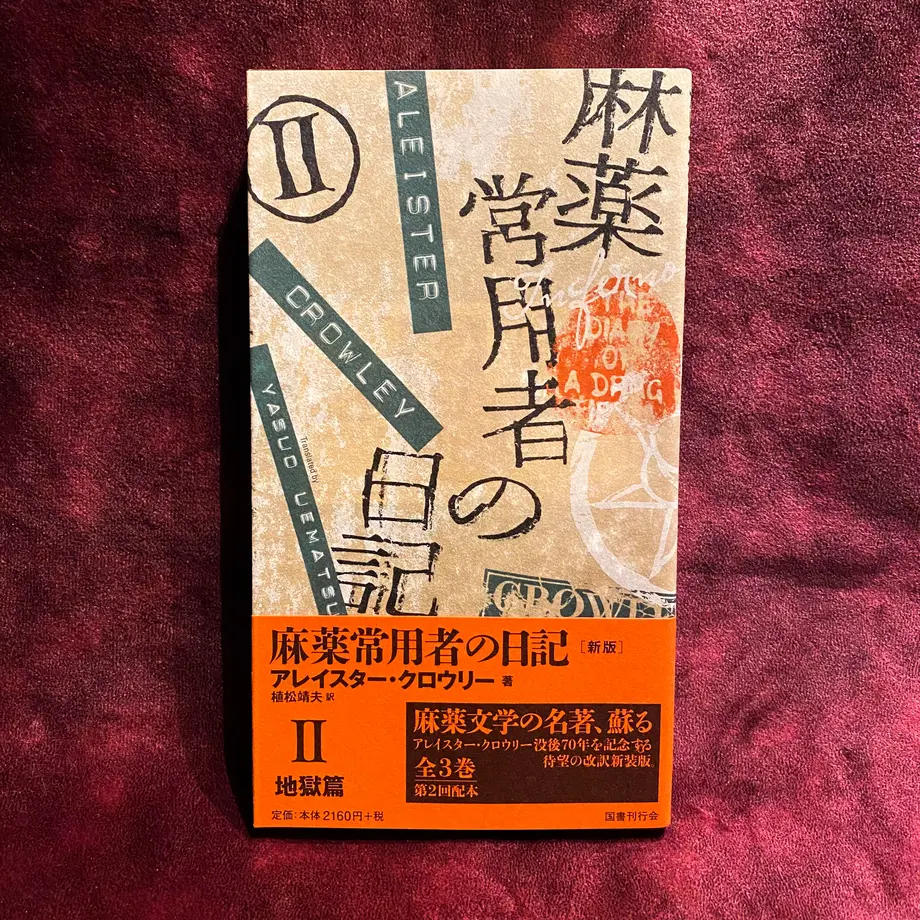 麻薬
常用者の
日記
II
ALEISTER
CROWLEY
Translated by
YASUO UEMATSU
Inferno
THE
DIARY
OF
A DRUG
CROWLE
麻薬常用者の日記 [新版]
アレイスター・クロウリー 著
植松靖夫 訳
II
地獄篇
定価:本体2160円+税
麻薬文学の名著、蘇る
アレイスター・クロウリー没後70年を記念する
待望の改訳新装版。
全3巻
第2回配本
国書刊行会